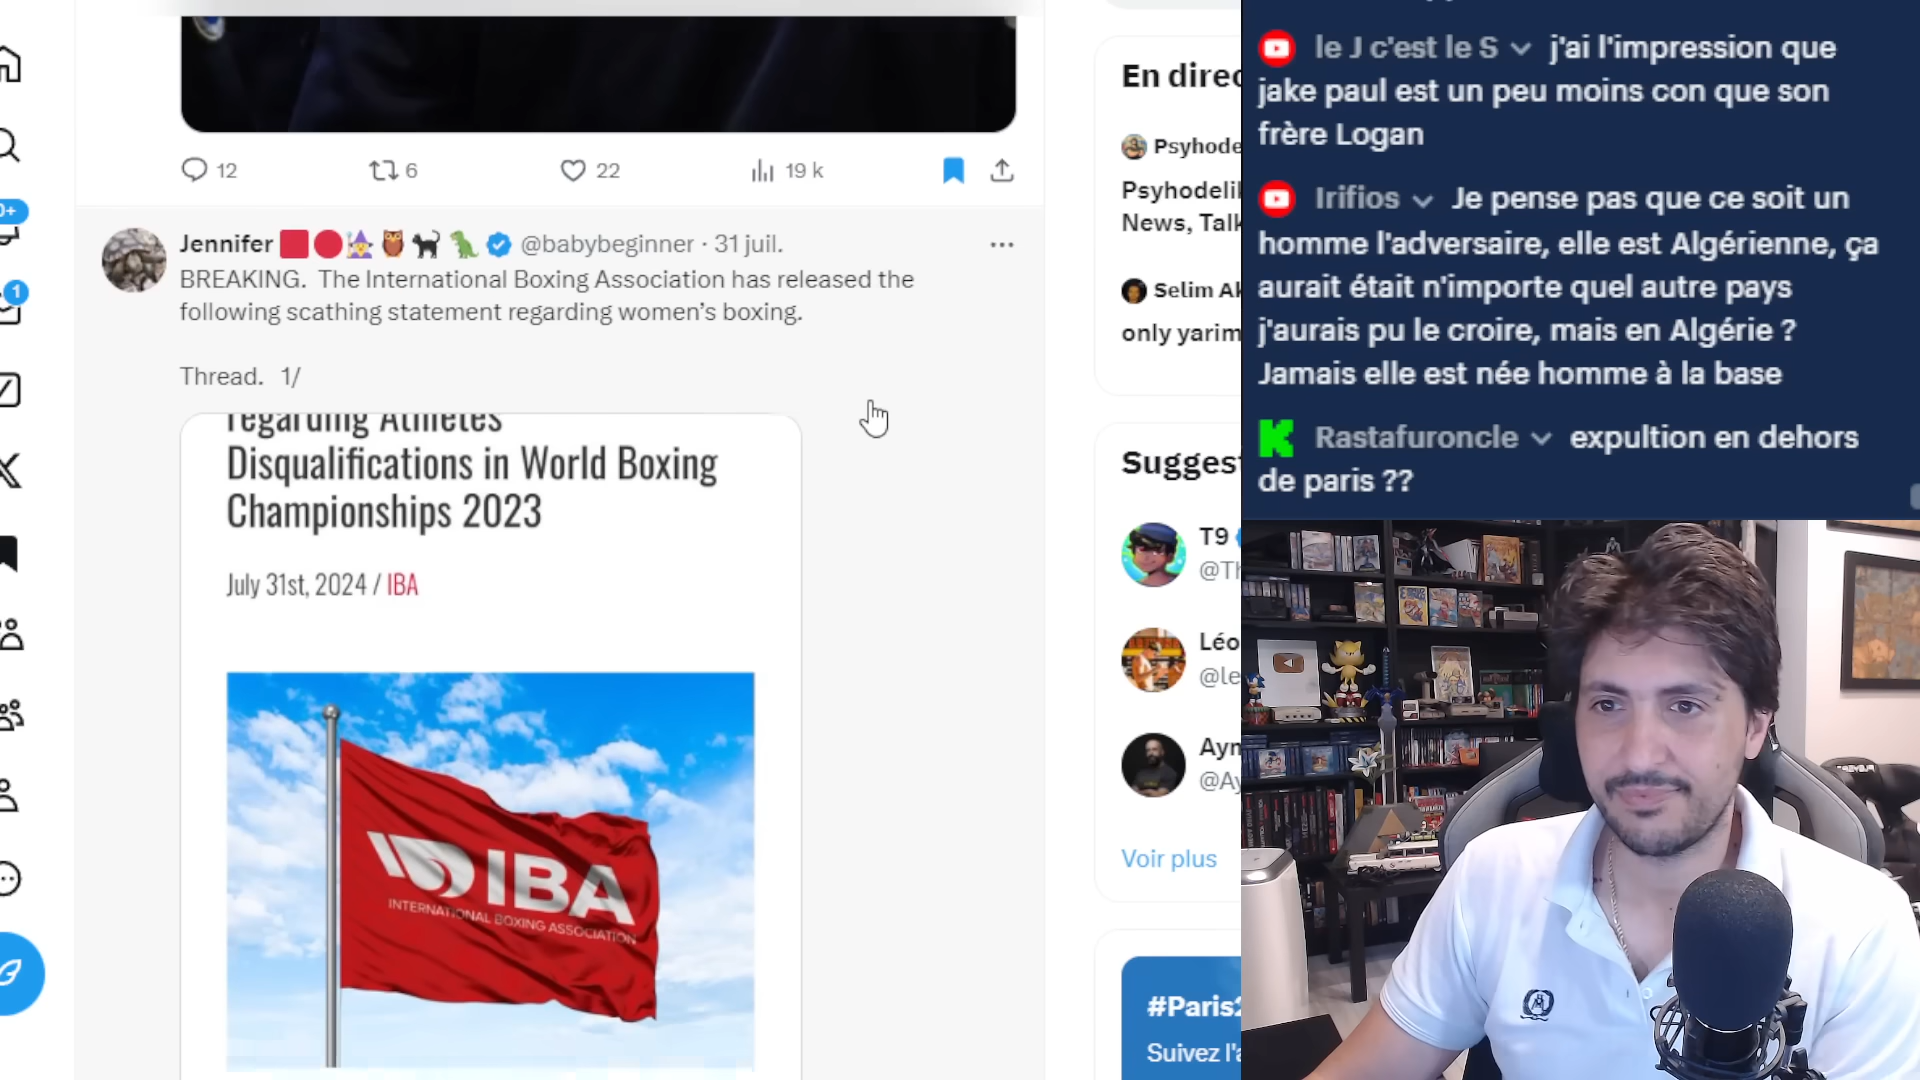 12
6
22
19 k
0+
1
Jennifer @babybeginner · 31 juil.
BREAKING. The International Boxing Association has released the
following scathing statement regarding women’s boxing.
Thread. 1/
regarding Athletes
Disqualifications in World Boxing
Championships 2023
July 31st, 2024 / IBA
IBA
INTERNATIONAL BOXING ASSOCIATION
En direc
Psyhode
Psyhodeli
News, Talk
Selim Ak
only yarim
Suggest
T9
@Th
Léo
@le
Ayn
@Ay
Voir plus
#Paris2
Suivez l'a
le J c'est le S j'ai l'impression que
jake paul est un peu moins con que son
frère Logan
Irifios Je pense pas que ce soit un
homme l'adversaire, elle est Algérienne, ça
aurait était n'importe quel autre pays
j'aurais pu le croire, mais en Algérie ?
Jamais elle est née homme à la base
Rastafuroncle expultion en dehors
de paris ??